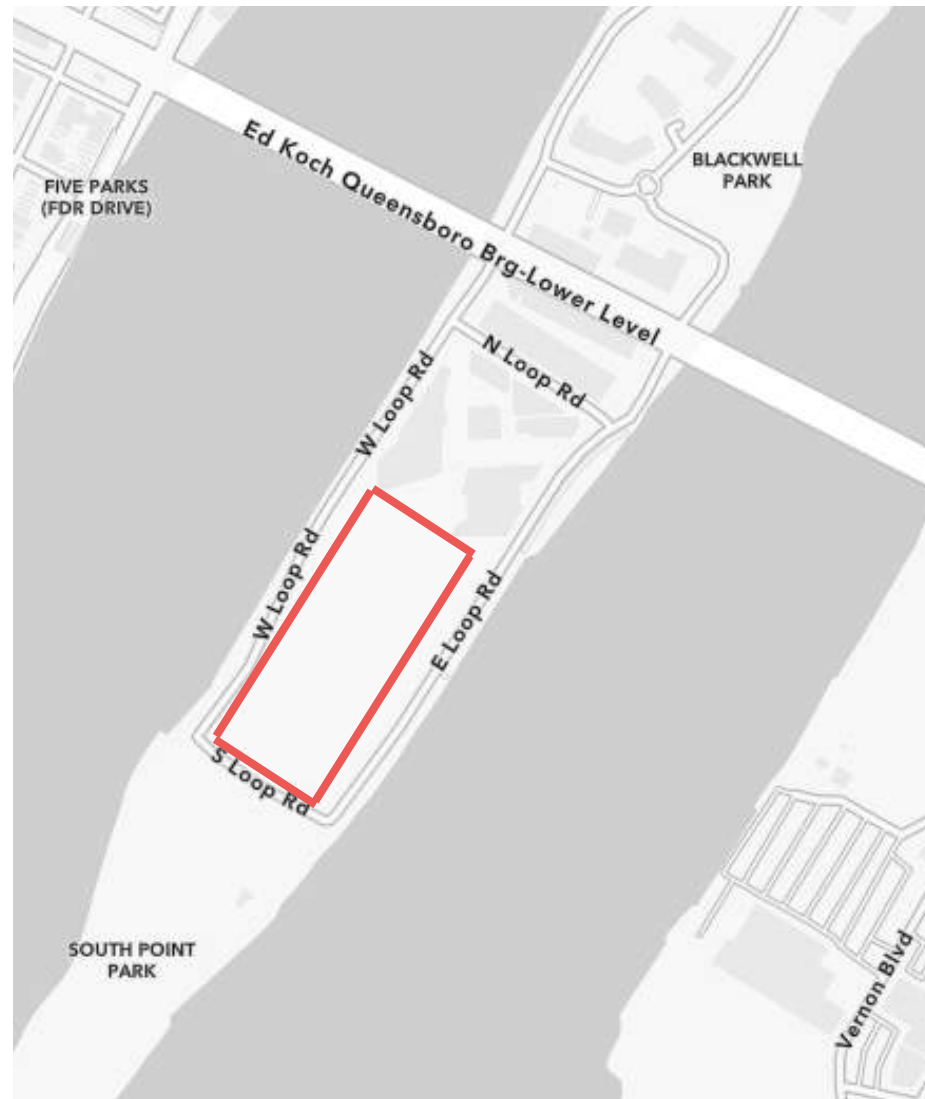 Ed Koch Queensboro Brg-Lower Level
BLACKWELL
PARK
FIVE PARKS
(FDR DRIVE)
N Loop Rd
W Loop Rd
W Loop Rd
E Loop Rd
S Loop Rd
SOUTH POINT
PARK
Vernon Blvd